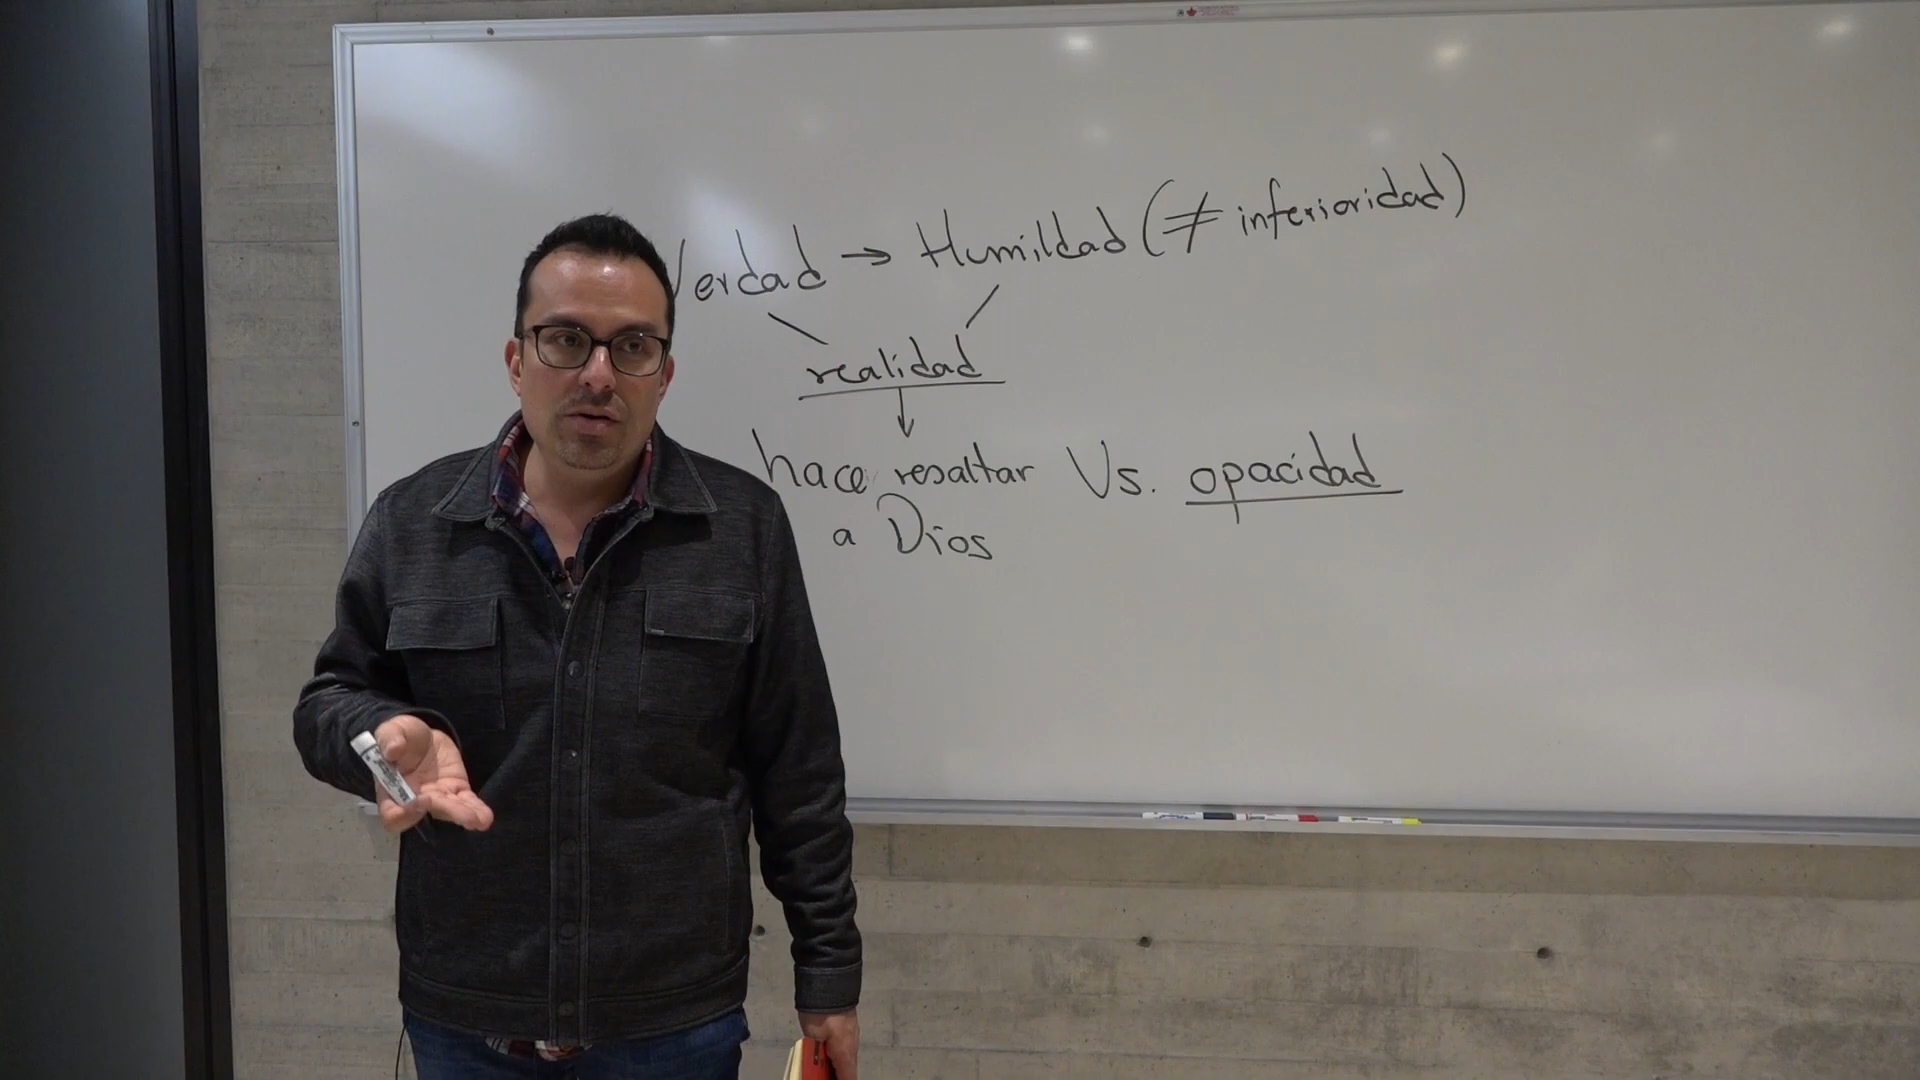 Verdad → Humildad (≠ inferioridad)
realidad
hace resaltar Vs. opacidad
a Dios